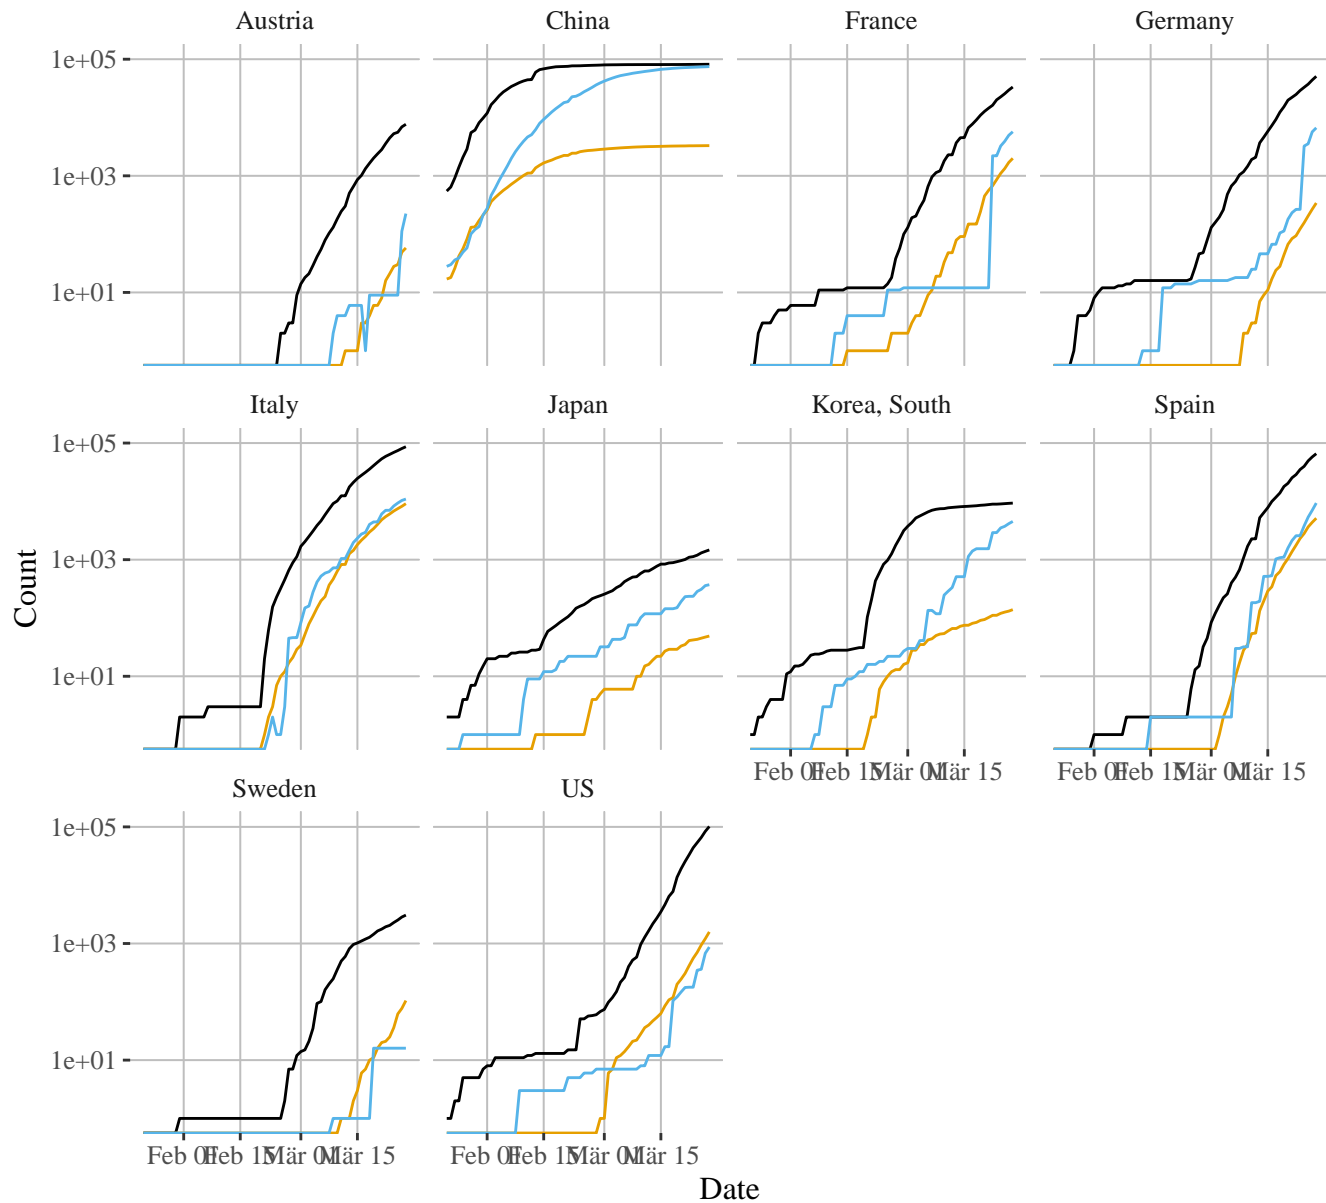 Austria China France Germany
1e+05
1e+03
1e+01
Italy Japan Korea, South Spain
1e+05
1e+03
1e+01
Feb 01 Feb 15 Mär 01 Mär 15 Feb 01 Feb 15 Mär 01 Mär 15
Sweden US
1e+05
1e+03
1e+01
Feb 01 Feb 15 Mär 01 Mär 15 Feb 01 Feb 15 Mär 01 Mär 15
Count
Date